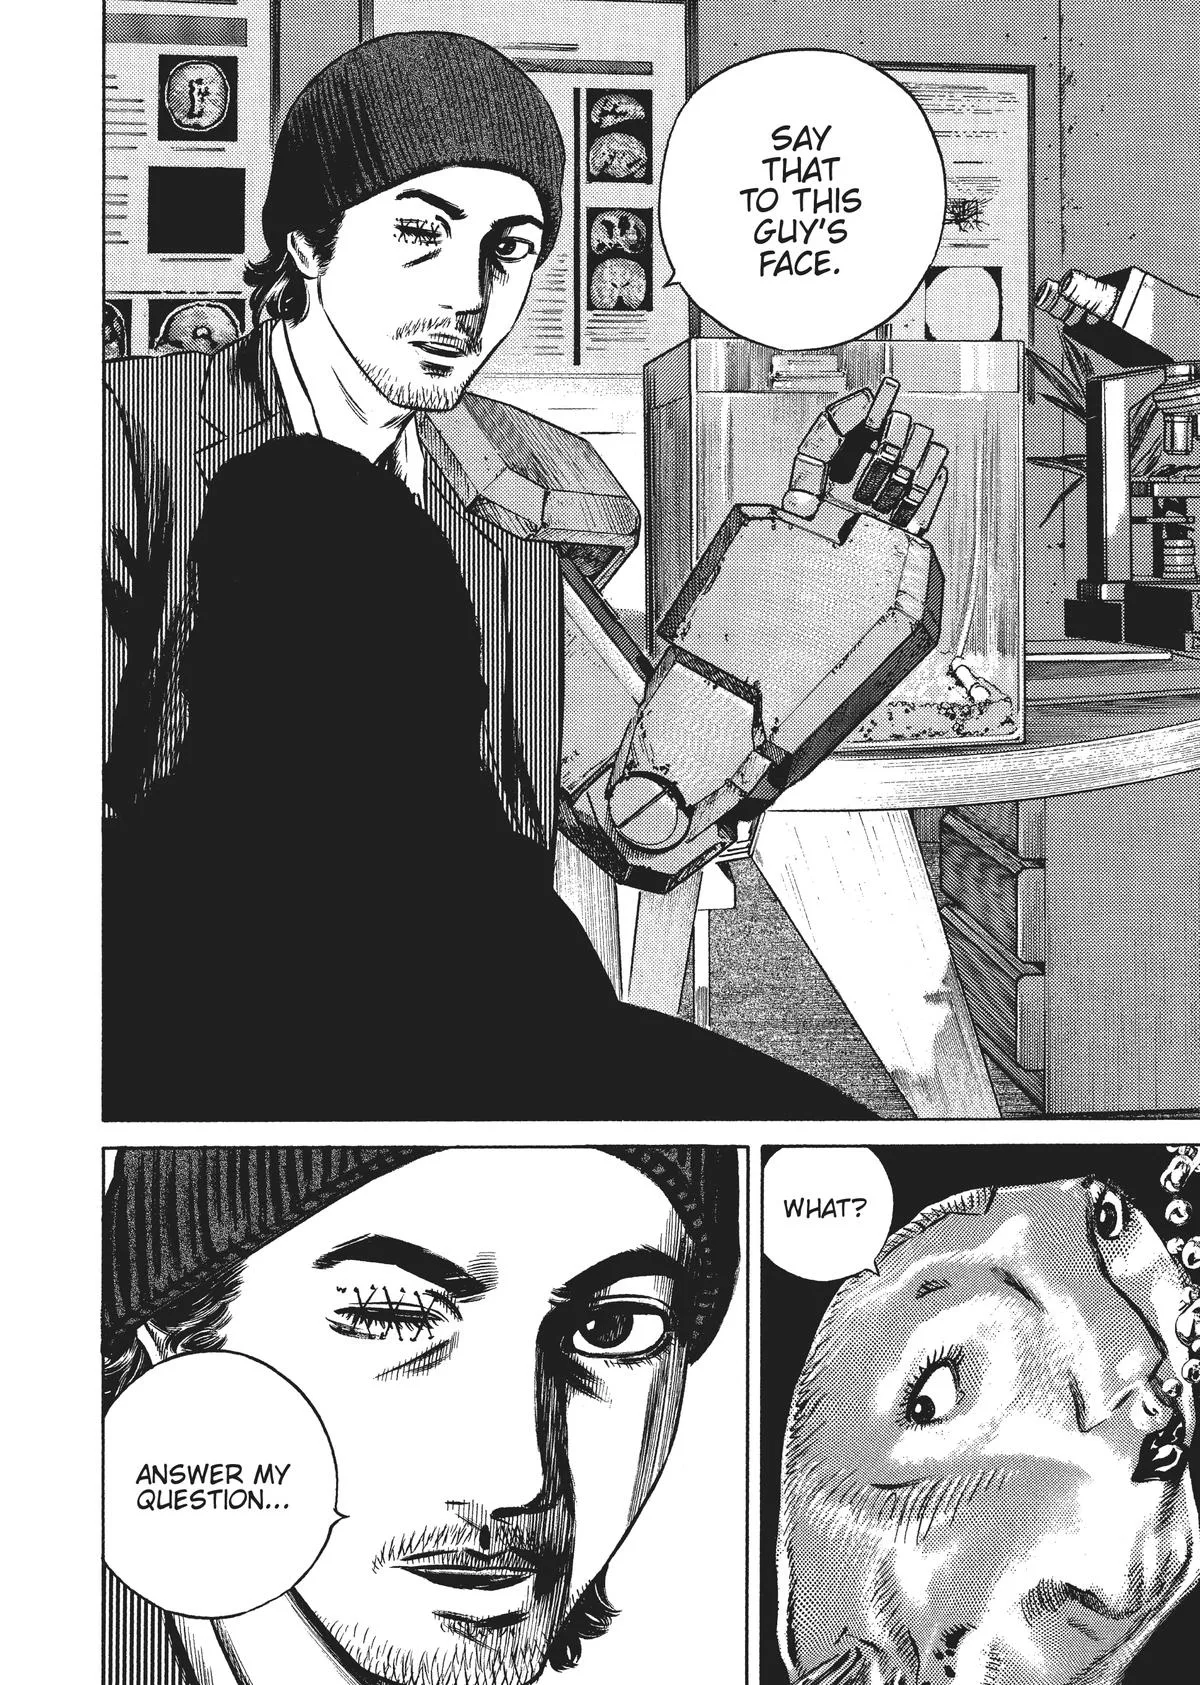 SAY
THAT
TO THIS
GUY'S
FACE.
WHAT?
ANSWER MY
QUESTION...